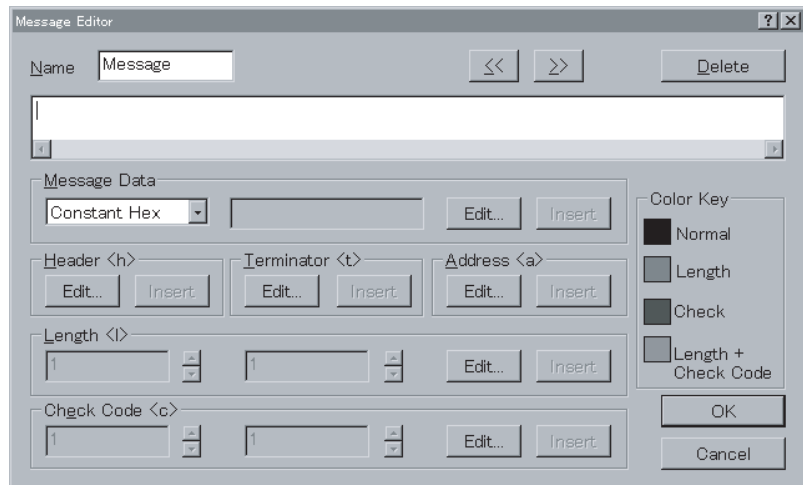 Message Editor ? X
Name Message << >> Delete
Message Data
Constant Hex Edit... Insert
Color Key
Normal
Length
Check
Length +
Check Code
Header <h> Terminator <t> Address <a>
Edit... Insert Edit... Insert Edit... Insert
Length <l>
1 1 Edit... Insert
Check Code <c>
1 1 Edit... Insert
OK
Cancel